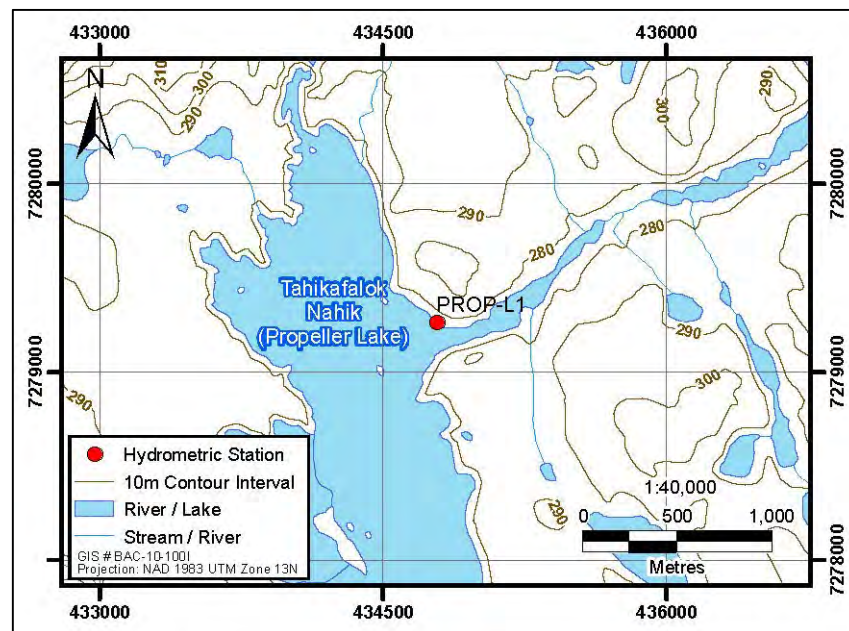 433000 434500 436000
N
310
300
290
290
300
290
7280000
7280000
290
280
280
Tahikafalok
Nahik
(Propeller Lake)
PROP-L1
290
7279000
7279000
290
300
290
Hydrometric Station
10m Contour Interval
River / Lake
Stream / River
GIS # BAC-10-100I
Projection: NAD 1983 UTM Zone 13N
1:40,000
0 500 1,000
Metres
7278000
7278000
433000 434500 436000